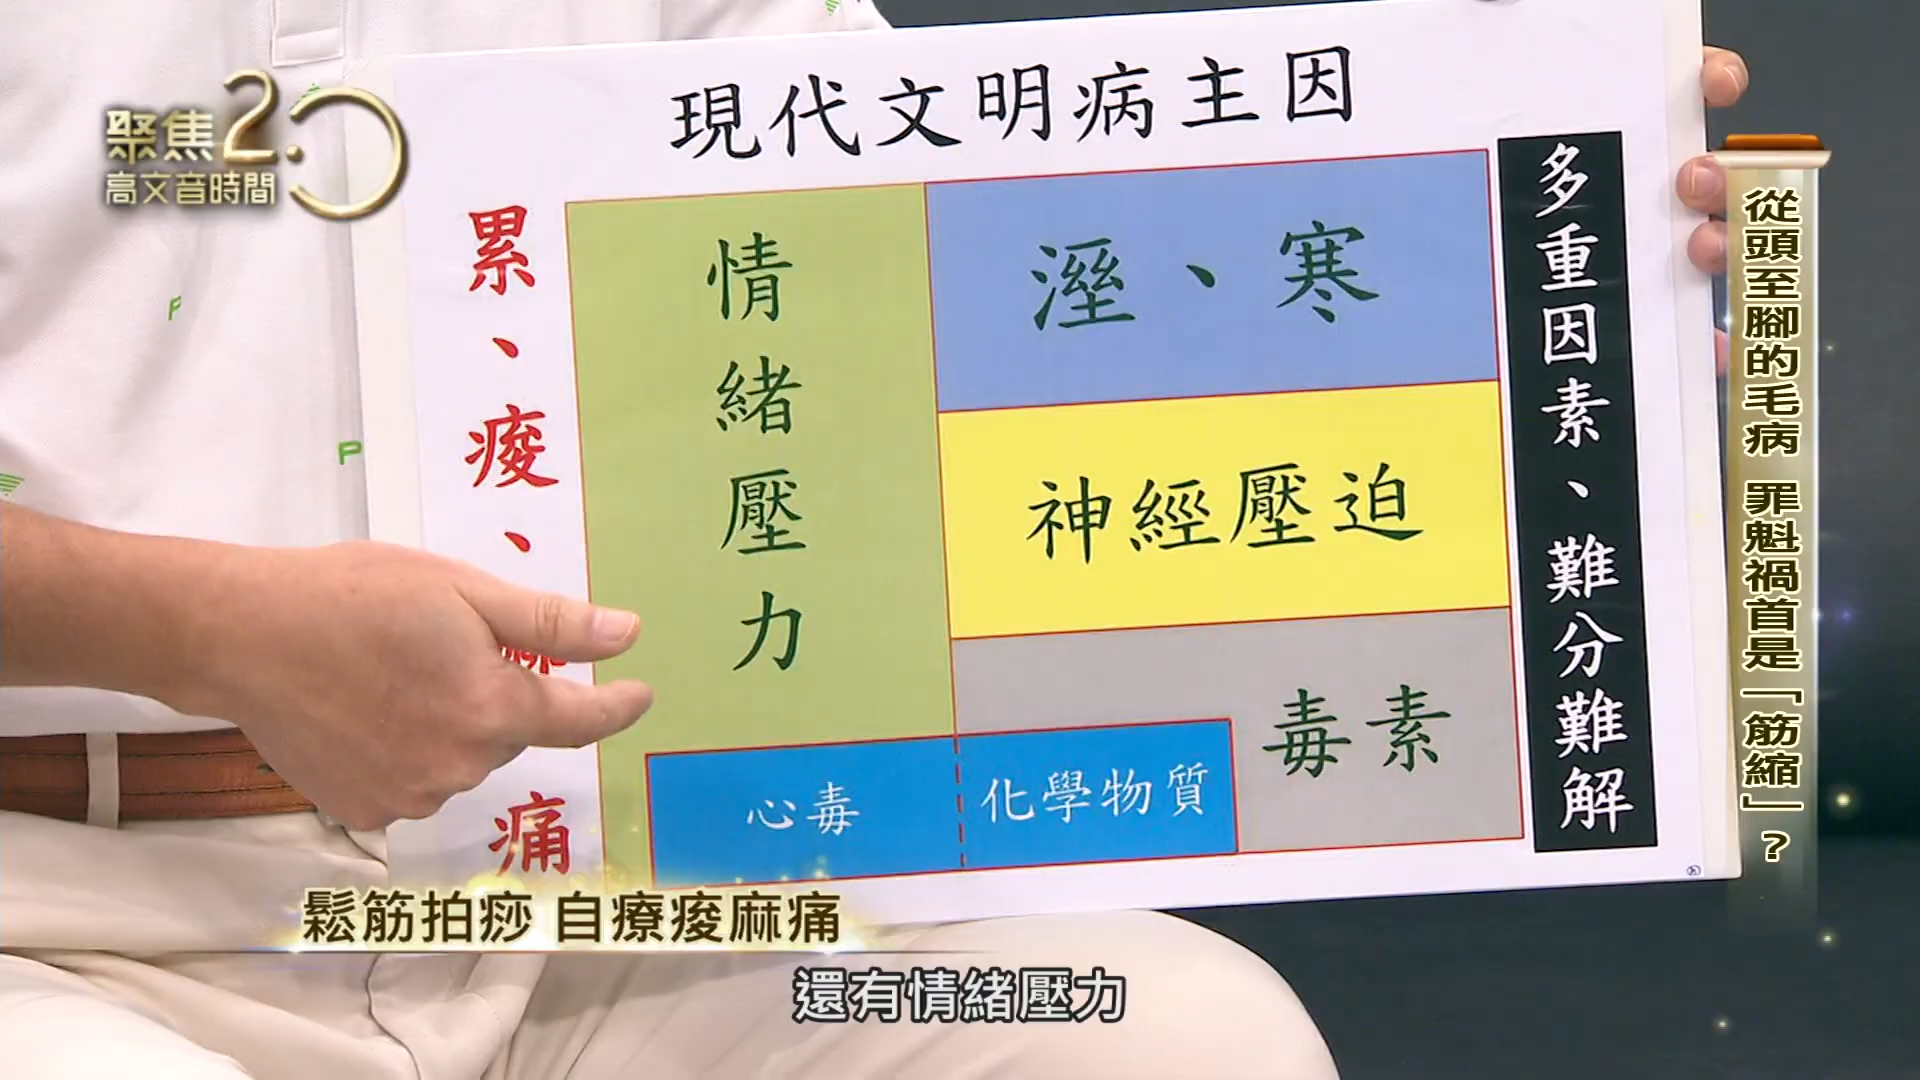 聚焦2.0
高文音時間
現代文明病主因
累、痠、
痛
情緒壓力
溼、寒
神經壓迫
毒素
心毒
化學物質
多重因素、難分難解
從頭至腳的毛病 罪魁禍首是「筋縮」?
鬆筋拍痧 自療痠麻痛
還有情緒壓力